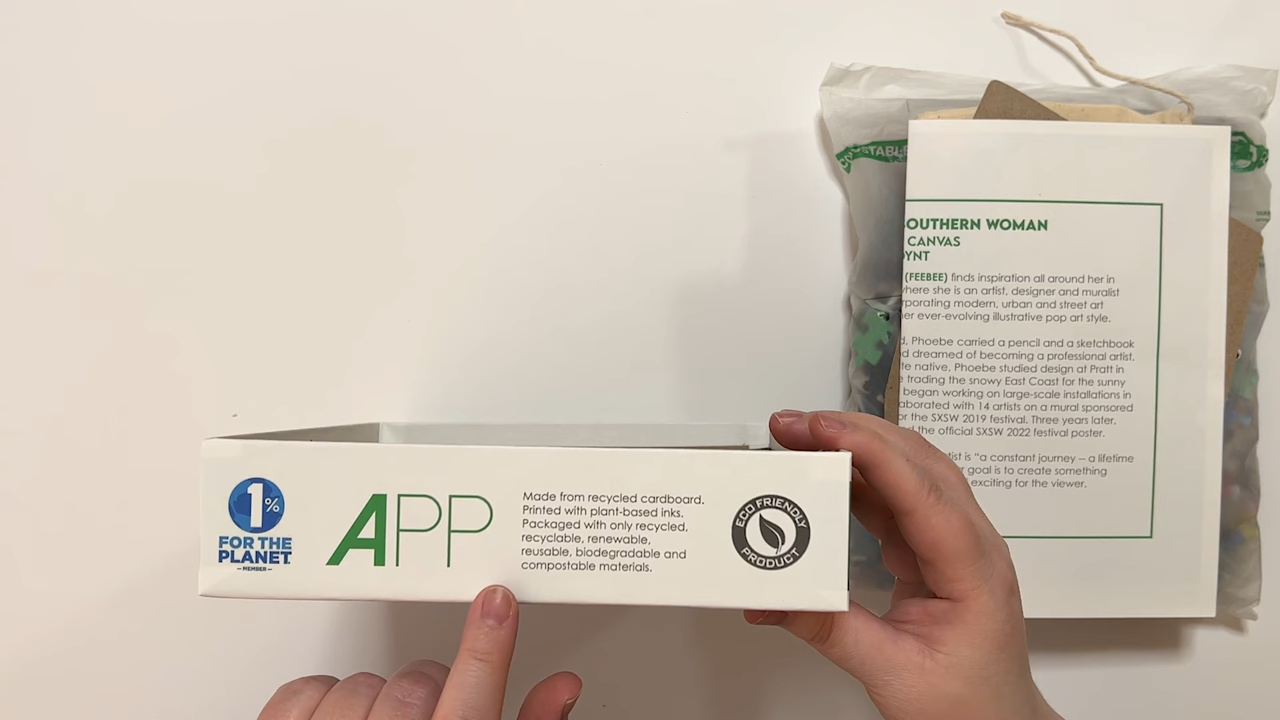 1%
FOR THE
PLANET
MEMBER
APP
Made from recycled cardboard.
Printed with plant-based inks.
Packaged with only recycled,
recyclable, renewable,
reusable, biodegradable and
compostable materials.
ECO FRIENDLY
PRODUCT
OUTHERN WOMAN
CANVAS
YNT
(FEEBEE) finds inspiration all around her in
where she is an artist, designer and muralist
rporating modern, urban and street art
her ever-evolving illustrative pop art style.
d, Phoebe carried a pencil and a sketchbook
d dreamed of becoming a professional artist.
te native, Phoebe studied design at Pratt in
e trading the snowy East Coast for the sunny
began working on large-scale installations in
aborated with 14 artists on a mural sponsored
or the SXSW 2019 festival. Three years later,
the official SXSW 2022 festival poster.
tist is “a constant journey – a lifetime
r goal is to create something
exciting for the viewer.